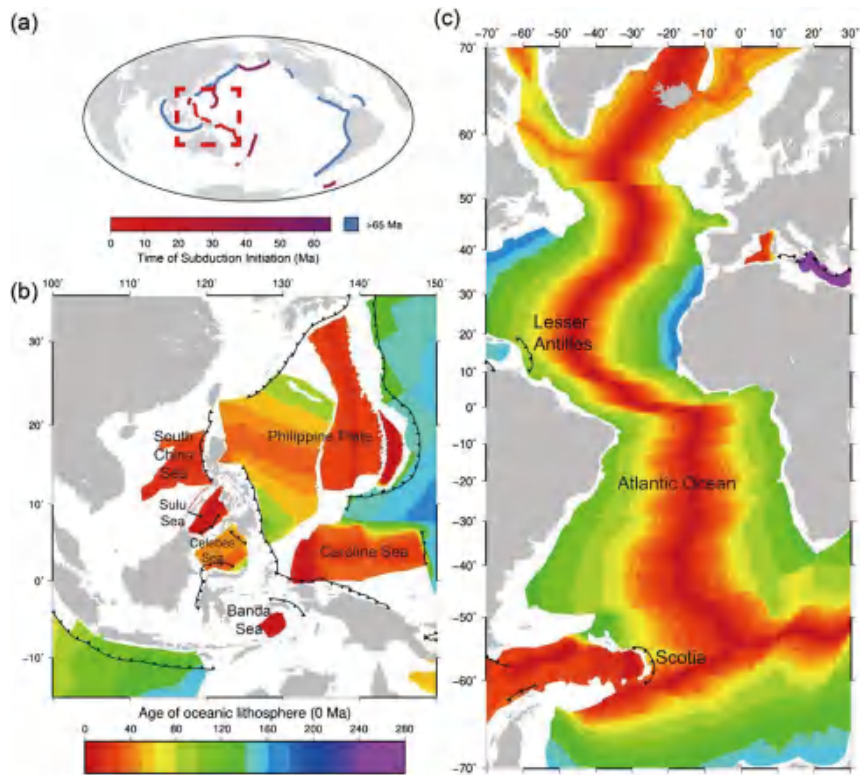 (a)
0 10 20 30 40 50 60
>65 Ma
Time of Subduction Initiation (Ma)
(b)
100˚ 110˚ 120˚ 130˚ 140˚ 150˚
30˚
20˚
10˚
0˚
−10˚
South
China
Sea
Philippine Plate
Sulu
Sea
Celebes
Sea
Caroline Sea
Banda
Sea
Age of oceanic lithosphere (0 Ma)
0 40 80 120 160 200 240 280
(c)
−70˚ −60˚ −50˚ −40˚ −30˚ −20˚ −10˚ 0˚ 10˚ 20˚ 30˚
70˚
60˚
50˚
40˚
30˚
20˚
10˚
0˚
−10˚
−20˚
−30˚
−40˚
−50˚
−60˚
−70˚
Lesser
Antilles
Atlantic Ocean
Scotia